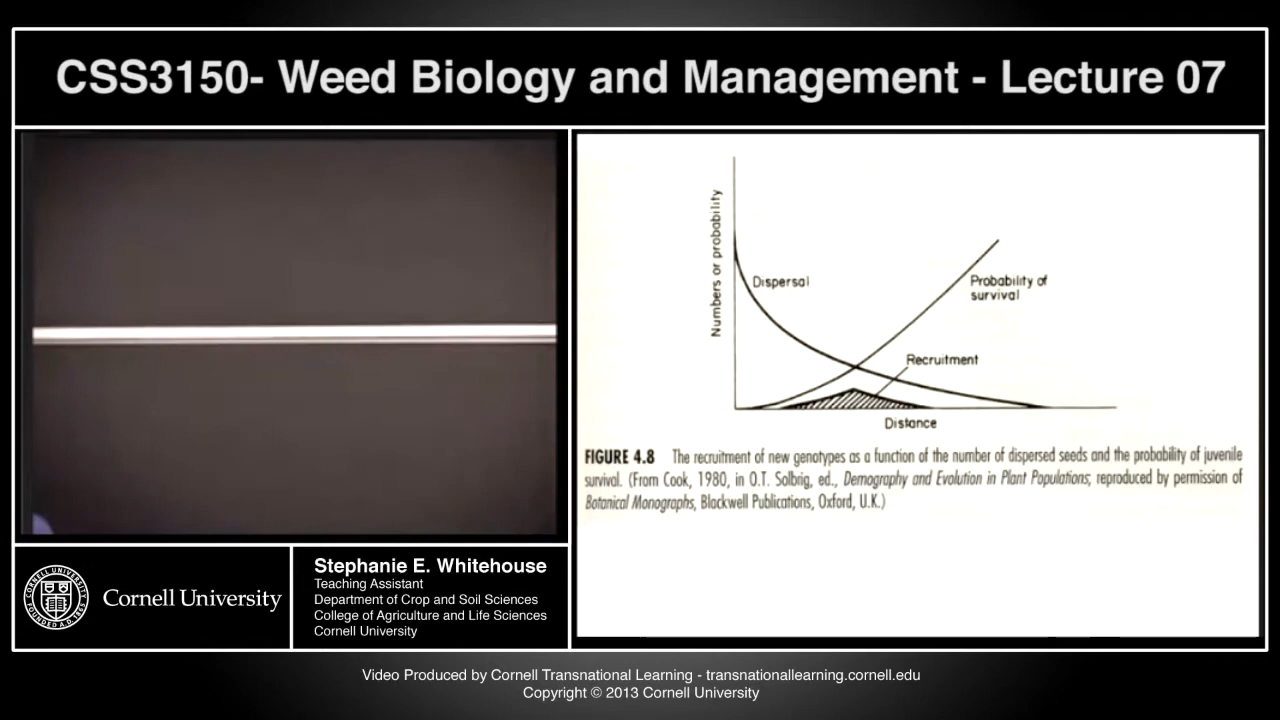 CSS3150- Weed Biology and Management - Lecture 07
Numbers or probability
Dispersal
Probability of
survival
Recruitment
Distance
FIGURE 4.8 The recruitment of new genotypes as a function of the number of dispersed seeds and the probability of juvenile
survival. (From Cook, 1980, in O.T. Solbrig, ed., Demography and Evolution in Plant Populations; reproduced by permission of
Botanical Monographs, Blackwell Publications, Oxford, U.K.)
CORNELL UNIVERSITY
FOUNDED A.D. 1865
Cornell University
Stephanie E. Whitehouse
Teaching Assistant
Department of Crop and Soil Sciences
College of Agriculture and Life Sciences
Cornell University
Video Produced by Cornell Transnational Learning - transnationallearning.cornell.edu
Copyright © 2013 Cornell University